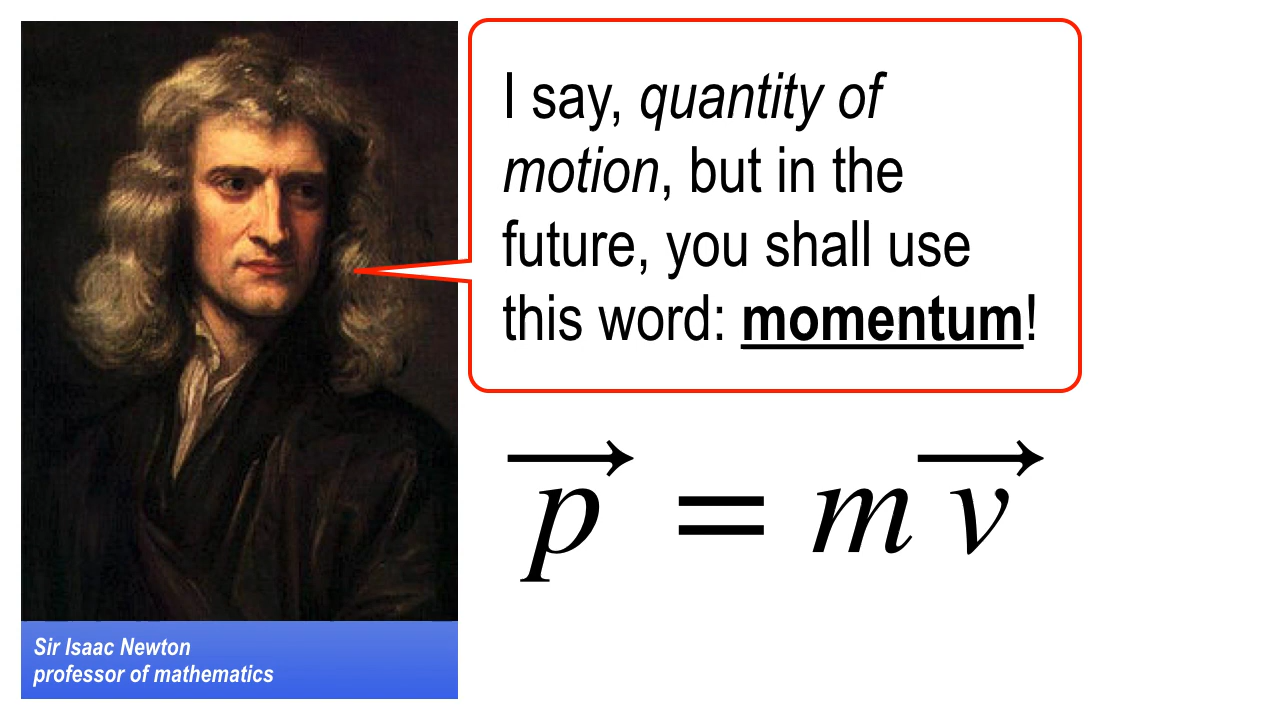 I say, quantity of
motion, but in the
future, you shall use
this word: momentum!
p⃗ = m v⃗
Sir Isaac Newton
professor of mathematics